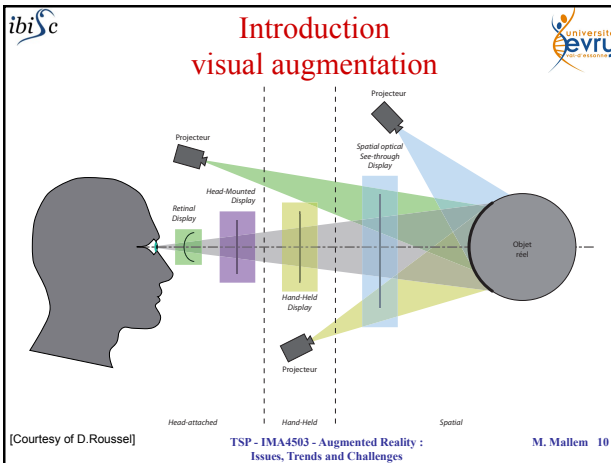 ibisc
Introduction
visual augmentation
université
evry
val-d'essonne
Projecteur
Projecteur
Spatial optical
See-through
Display
Head-Mounted
Display
Retinal
Display
Objet
réel
Hand-Held
Display
Projecteur
Head-attached
Hand-Held
Spatial
[Courtesy of D.Roussel]
TSP - IMA4503 - Augmented Reality :
Issues, Trends and Challenges
M. Mallem 10